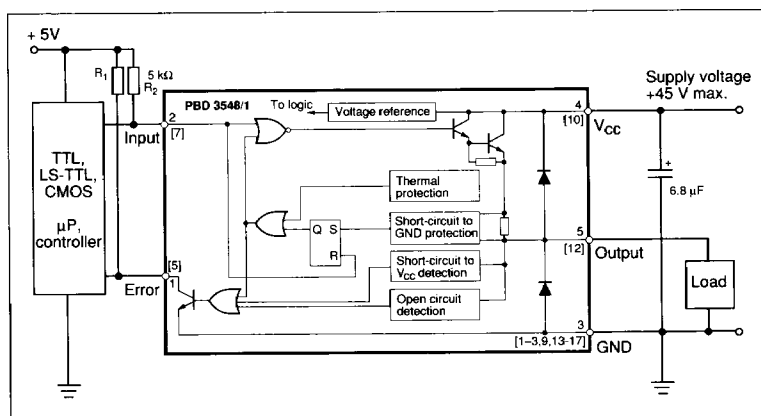 + 5V
R1
5 kΩ
R2
PBD 3548/1
To logic
Voltage reference
4
[10]
VCC
Supply voltage
+45 V max.
2
[7]
Input
TTL,
LS-TTL,
CMOS
µP,
controller
Thermal
protection
+
6.8 µF
Q S
R
Short-circuit to
GND protection
5
[12]
Output
Short-circuit to
VCC detection
[5]
1
Error
Open circuit
detection
Load
3
[1–3,9,13-17]
GND